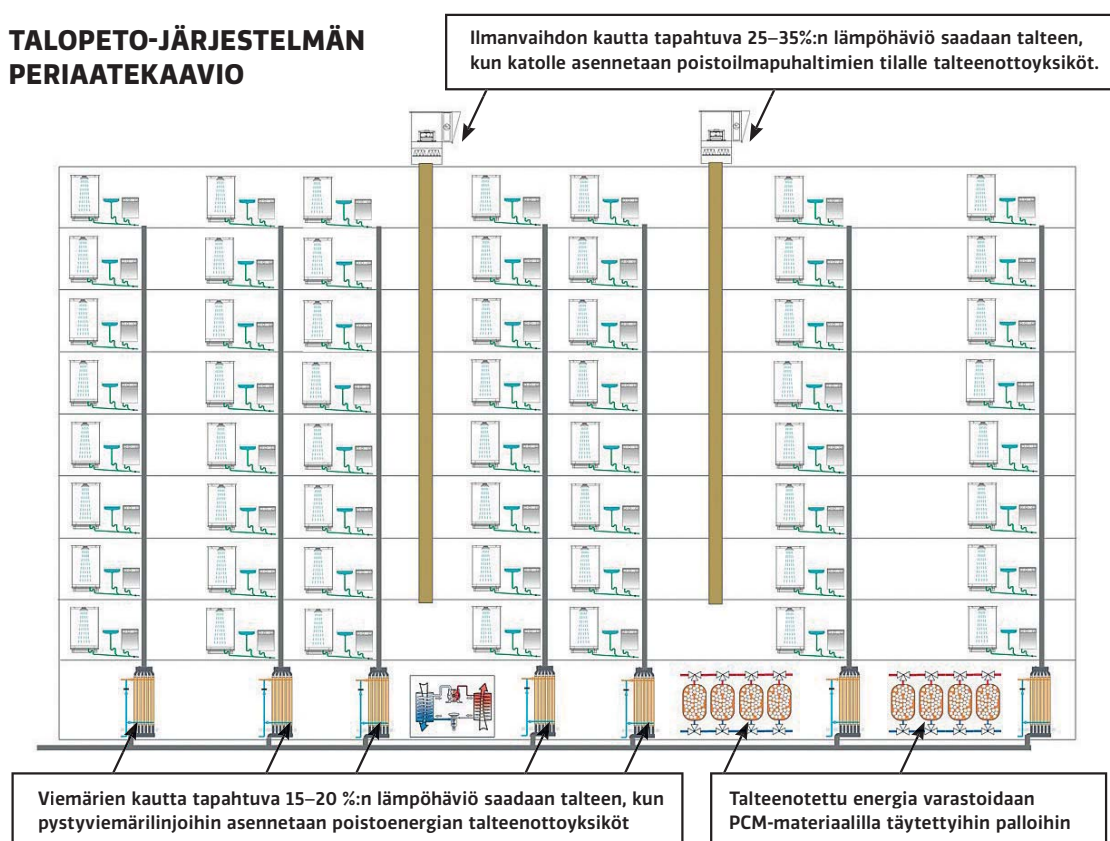 TALOPETO-JÄRJESTELMÄN
PERIAATEKAAVIO
Ilmanvaihdon kautta tapahtuva 25–35%:n lämpöhäviö saadaan talteen,
kun katolle asennetaan poistoilmapuhaltimien tilalle talteenottoyksiköt.
Viemärien kautta tapahtuva 15–20 %:n lämpöhäviö saadaan talteen, kun
pystyviemärilinjoihin asennetaan poistoenergian talteenottoyksiköt
Talteenotettu energia varastoidaan
PCM-materiaalilla täytettyihin palloihin